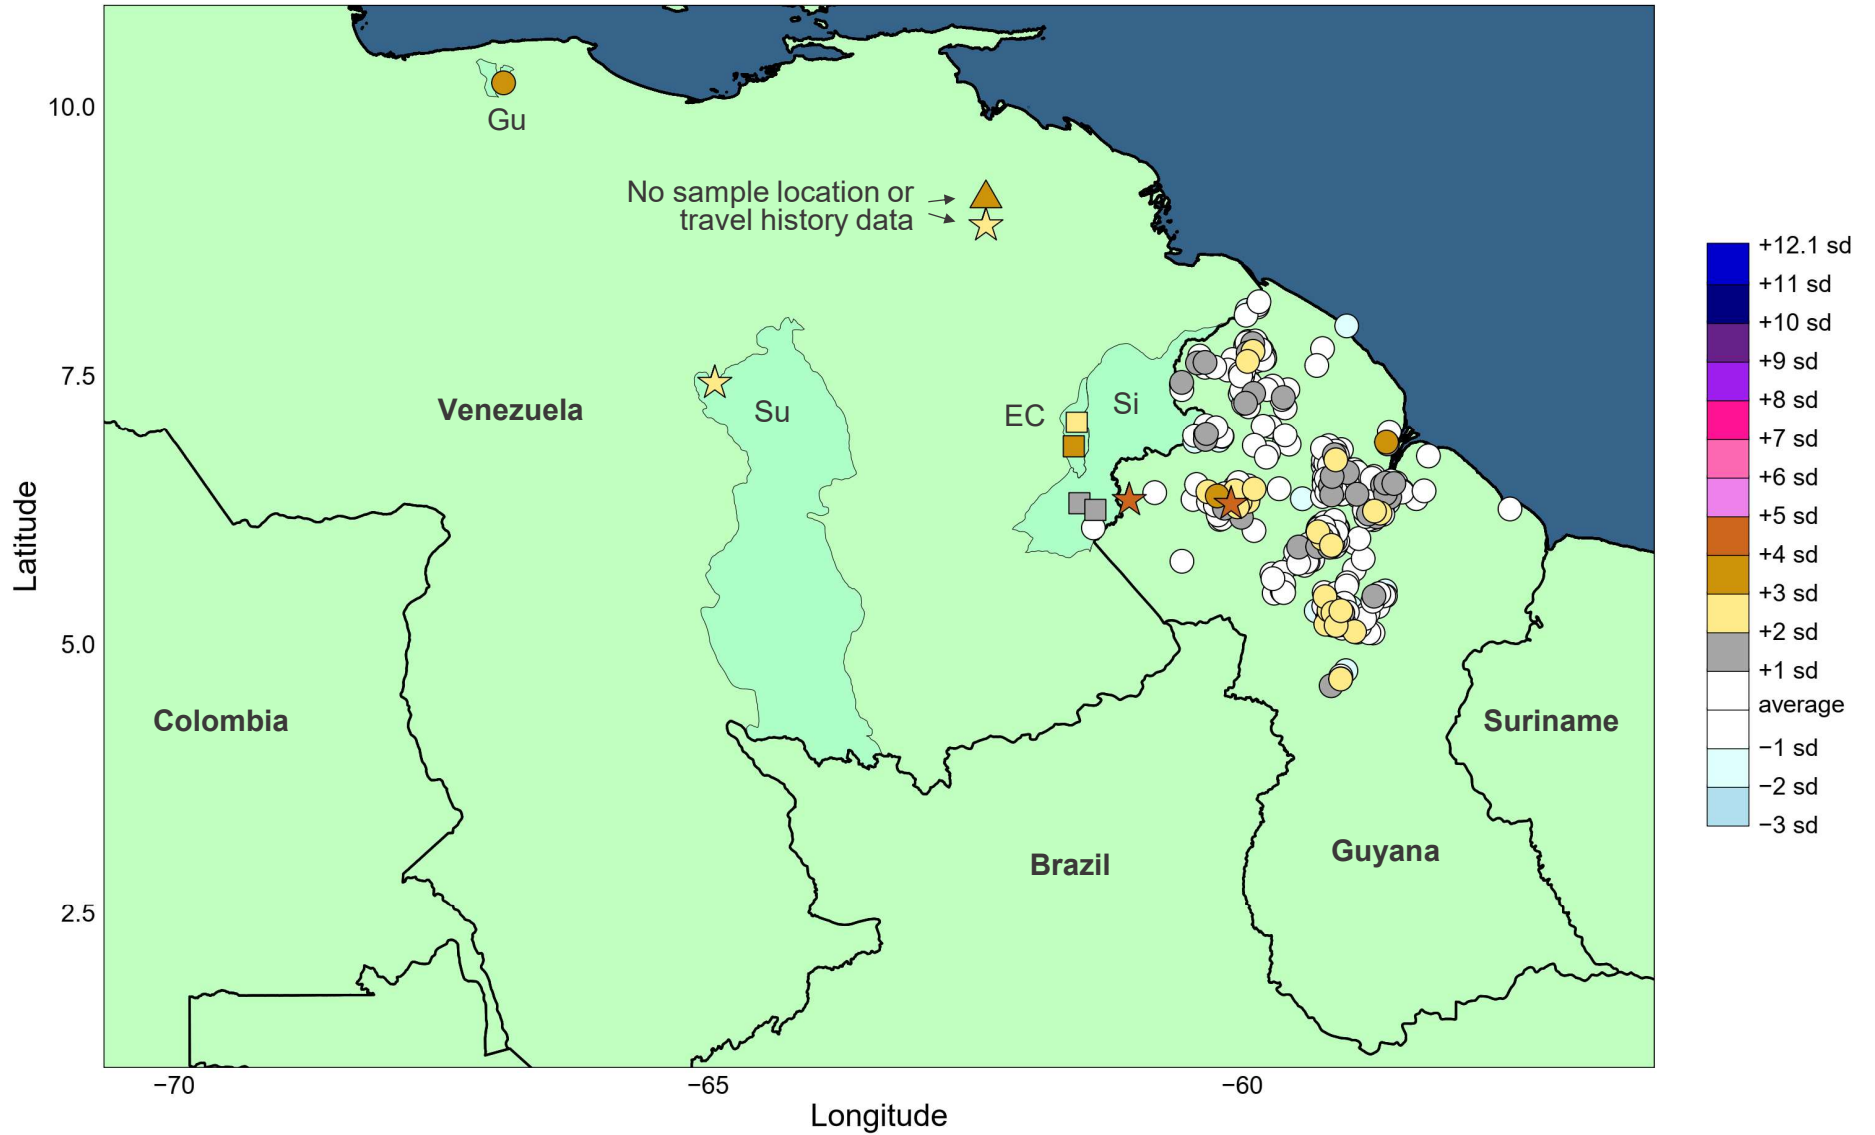 10.0
7.5
5.0
2.5
Latitude
−70
−65
−60
Longitude
Gu
No sample location or
travel history data
Venezuela
Su
EC
Si
Colombia
Brazil
Guyana
Suriname
+12.1 sd
+11 sd
+10 sd
+9 sd
+8 sd
+7 sd
+6 sd
+5 sd
+4 sd
+3 sd
+2 sd
+1 sd
average
−1 sd
−2 sd
−3 sd